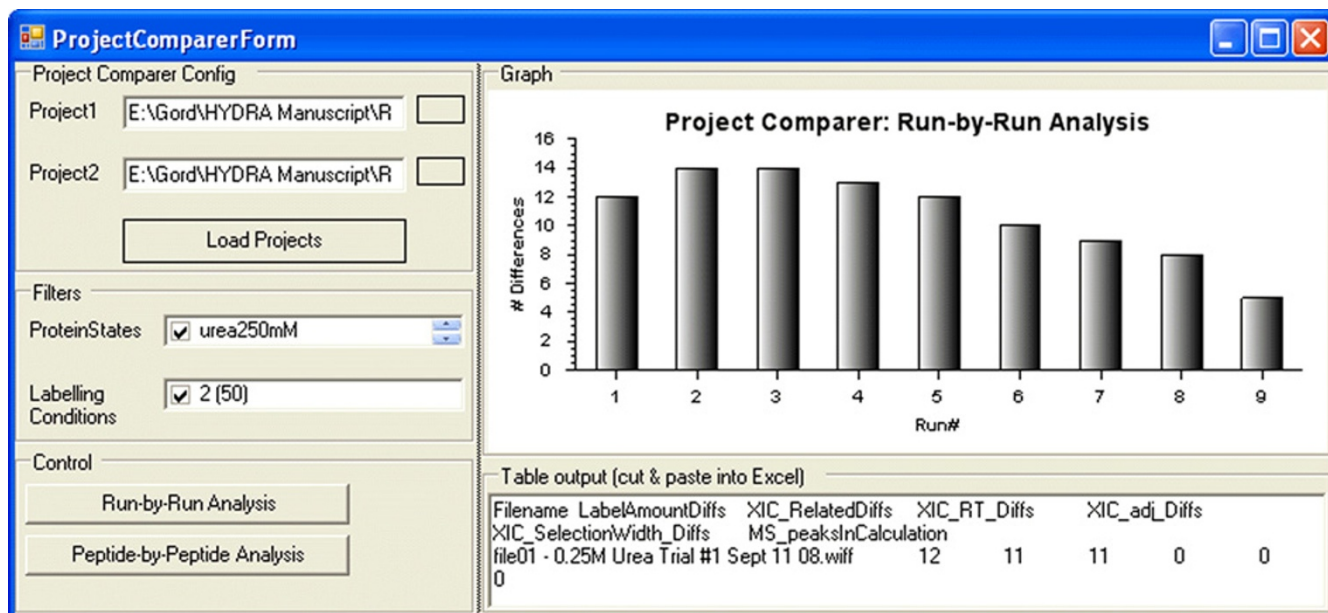 ProjectComparerForm
Project Comparer Config
Project1 E:\Gord\HYDRA Manuscript\R
Project2 E:\Gord\HYDRA Manuscript\R
Load Projects
Filters
ProteinStates urea250mM
Labelling Conditions 2 (50)
Control
Run-by-Run Analysis
Peptide-by-Peptide Analysis
Graph
Project Comparer: Run-by-Run Analysis
# Differences
16
14
12
10
8
6
4
2
0
1 2 3 4 5 6 7 8 9
Run#
Table output (cut & paste into Excel)
Filename LabelAmountDiffs XIC_RelatedDiffs XIC_RT_Diffs XIC_adj_Diffs
XIC_SelectionWidth_Diffs MS_peaksInCalculation
file01 - 0.25M Urea Trial #1 Sept 11 08.wiff 12 11 11 0 0
0